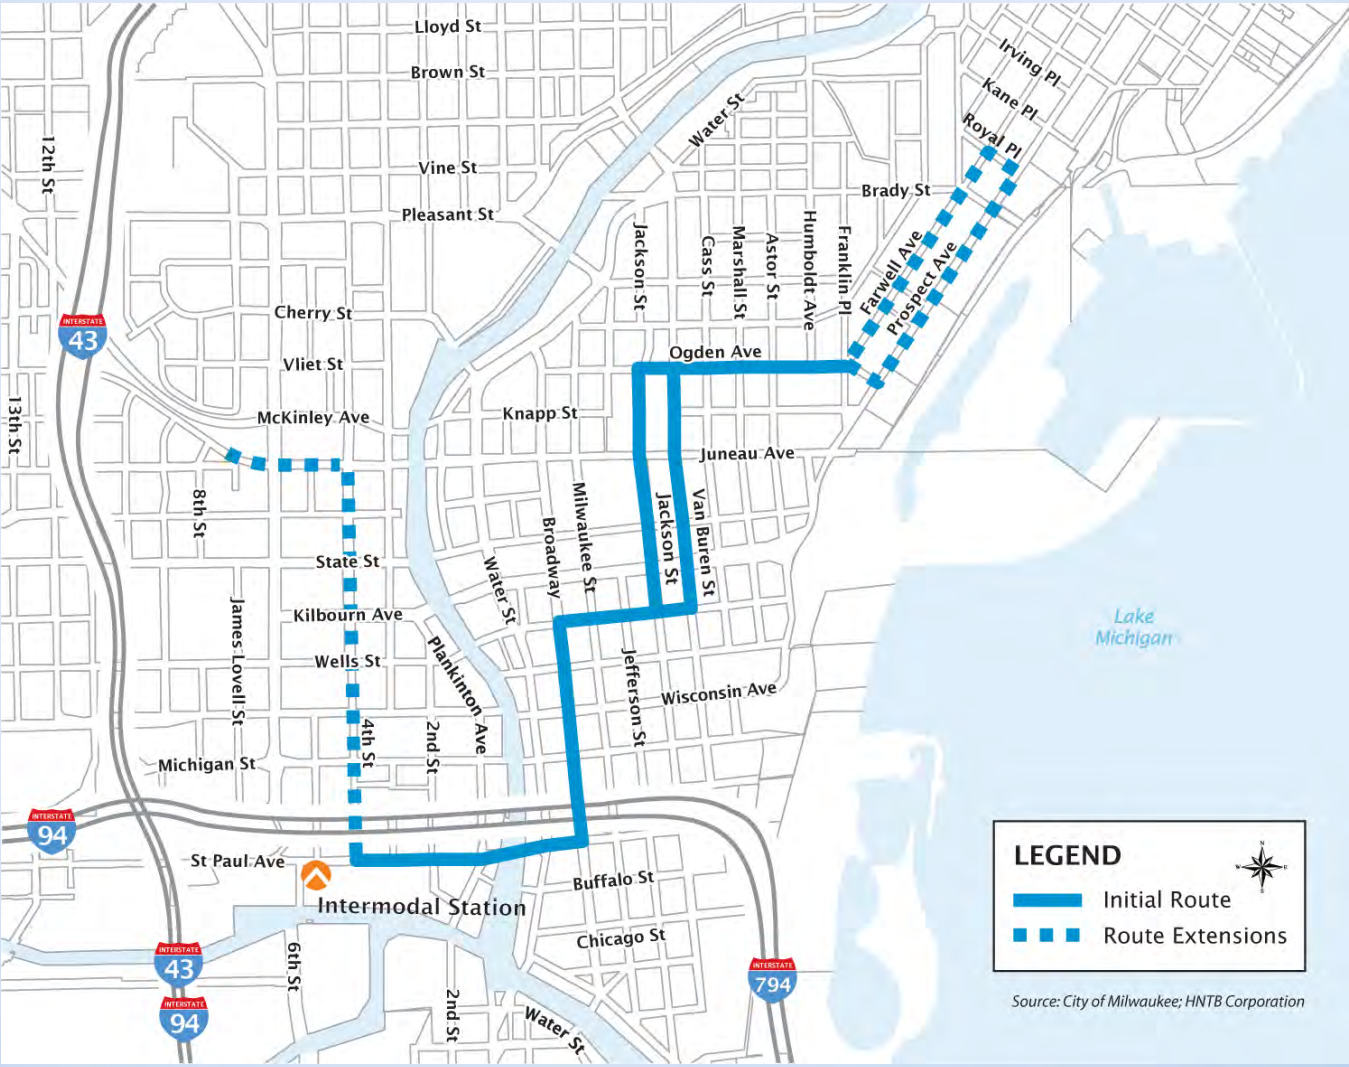 Lloyd St
Brown St
Irving Pl
Kane Pl
Royal Pl
Water St
12th St
Vine St
Brady St
Pleasant St
Jackson St
Cass St
Marshall St
Astor St
Humboldt Ave
Franklin Pl
Farwell Ave
Prospect Ave
Cherry St
INTERSTATE
43
Vliet St
Ogden Ave
13th St
McKinley Ave
Knapp St
Juneau Ave
8th St
Milwaukee St
Broadway
Jackson St
Van Buren St
State St
Water St
James Lovell St
Kilbourn Ave
Lake
Michigan
Wells St
Plankinton Ave
Jefferson St
Wisconsin Ave
4th St
2nd St
Michigan St
INTERSTATE
94
St Paul Ave
Intermodal Station
Buffalo St
Chicago St
6th St
INTERSTATE
43
INTERSTATE
94
2nd St
Water St
INTERSTATE
794
LEGEND
N
W
E
S
Initial Route
Route Extensions
Source: City of Milwaukee; HNTB Corporation